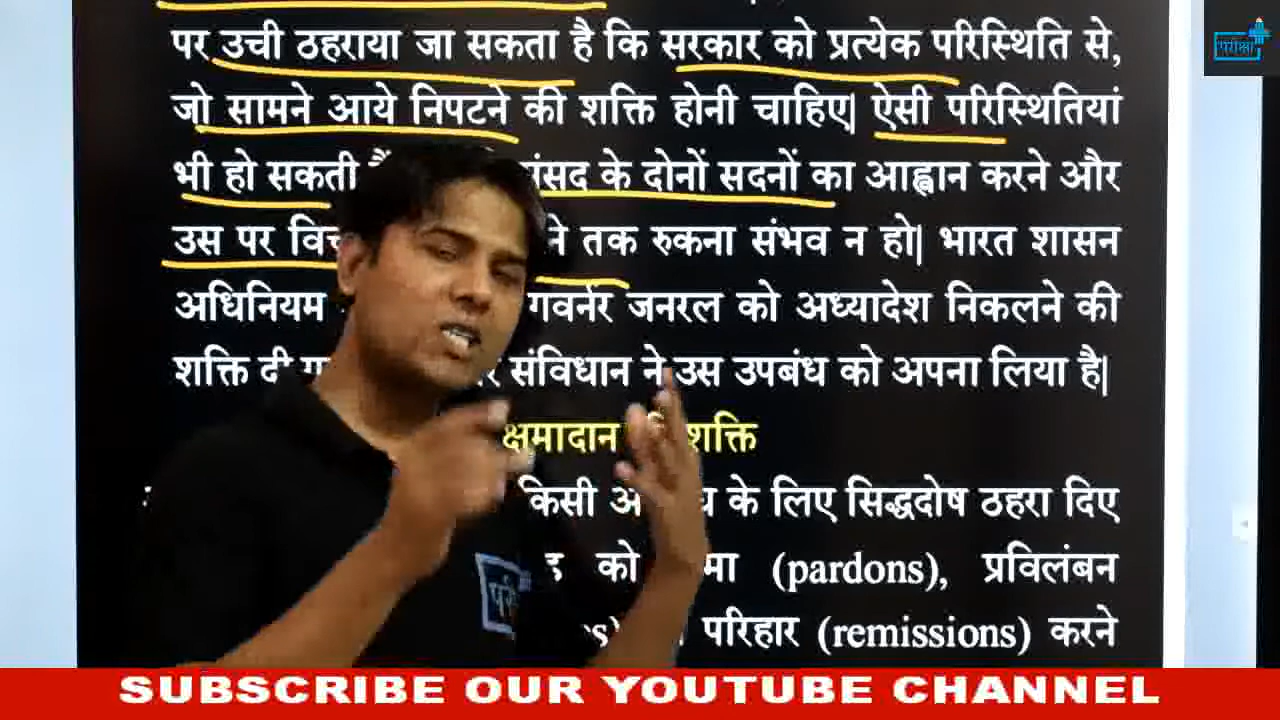 पर उची ठहराया जा सकता है कि सरकार को प्रत्येक परिस्थिति से,
परीक्षा
जो सामने आये निपटने की शक्ति होनी चाहिए| ऐसी परिस्थितियां
भी हो सकती संसद के दोनों सदनों का आह्वान करने और
उस पर तक रुकना संभव न हो| भारत शासन
अधिनियम गवर्नर जनरल को अध्यादेश निकलने की
शक्ति दी संविधान ने उस उपबंध को अपना लिया है|
क्षमादान शक्ति
किसी के लिए सिद्धदोष ठहरा दिए
को (pardons), प्रविलंबन
परिहार (remissions) करने
SUBSCRIBE OUR YOUTUBE CHANNEL